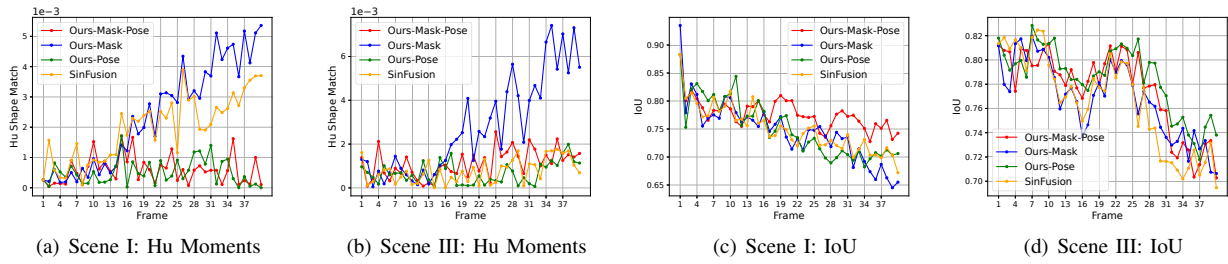 1e−3
Hu Shape Match
5
4
3
2
1
0
Ours-Mask-Pose
Ours-Mask
Ours-Pose
SinFusion
1 4 7 10 13 16 19 22 25 28 31 34 37
Frame
(a) Scene I: Hu Moments
1e−3
Hu Shape Match
6
4
2
0
Ours-Mask-Pose
Ours-Mask
Ours-Pose
SinFusion
1 4 7 10 13 16 19 22 25 28 31 34 37
Frame
(b) Scene III: Hu Moments
IoU
0.90
0.85
0.80
0.75
0.70
0.65
Ours-Mask-Pose
Ours-Mask
Ours-Pose
SinFusion
1 4 7 10 13 16 19 22 25 28 31 34 37
Frame
(c) Scene I: IoU
IoU
0.82
0.80
0.78
0.76
0.74
0.72
0.70
Ours-Mask-Pose
Ours-Mask
Ours-Pose
SinFusion
1 4 7 10 13 16 19 22 25 28 31 34 37
Frame
(d) Scene III: IoU